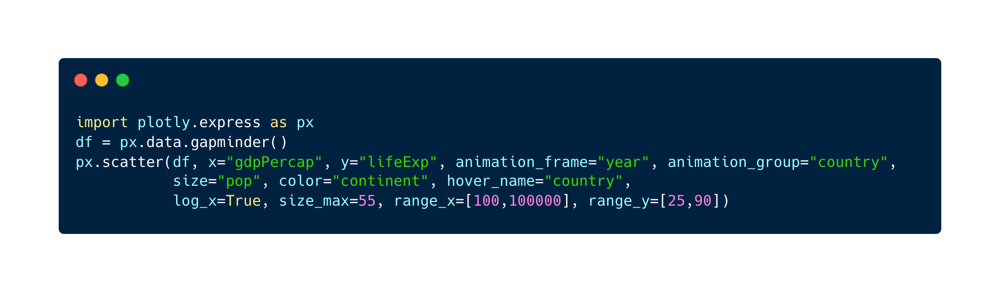 import plotly.express as px
df = px.data.gapminder()
px.scatter(df, x="gdpPercap", y="lifeExp", animation_frame="year", animation_group="country",
           size="pop", color="continent", hover_name="country",
           log_x=True, size_max=55, range_x=[100,100000], range_y=[25,90])